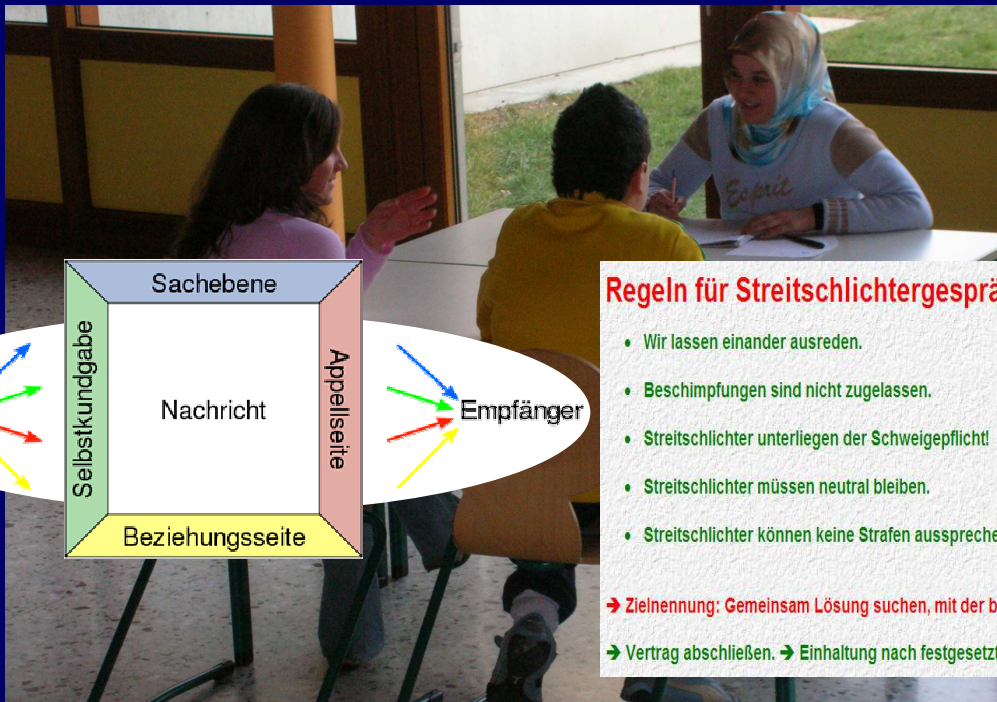 Esprit
Sachebene
Selbstkundgabe
Nachricht
Appellseite
Empfänger
Beziehungsseite
Regeln für Streitschlichtergesprä
• Wir lassen einander ausreden.
• Beschimpfungen sind nicht zugelassen.
• Streitschlichter unterliegen der Schweigepflicht!
• Streitschlichter müssen neutral bleiben.
• Streitschlichter können keine Strafen ausspreche
➔ Zielnennung: Gemeinsam Lösung suchen, mit der b
➔ Vertrag abschließen. ➔ Einhaltung nach festgesetzt